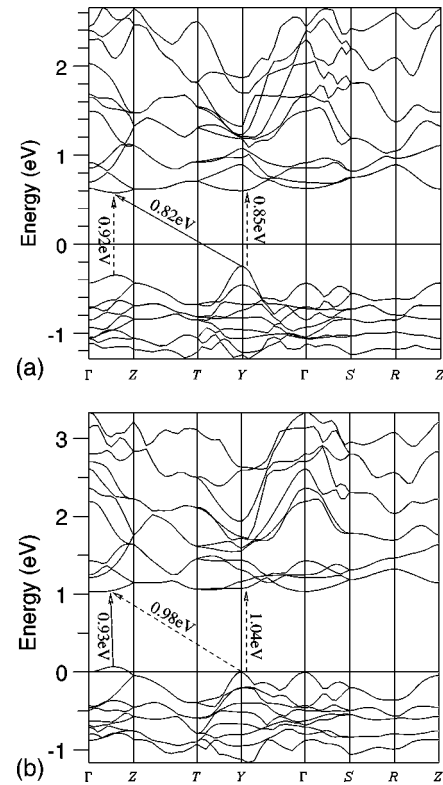 2
1
0
-1
Energy (eV)
0.92eV
0.82eV
0.85eV
(a)
Γ Z T Y Γ S R Z
3
2
1
0
-1
Energy (eV)
0.93eV
0.98eV
1.04eV
(b)
Γ Z T Y Γ S R Z